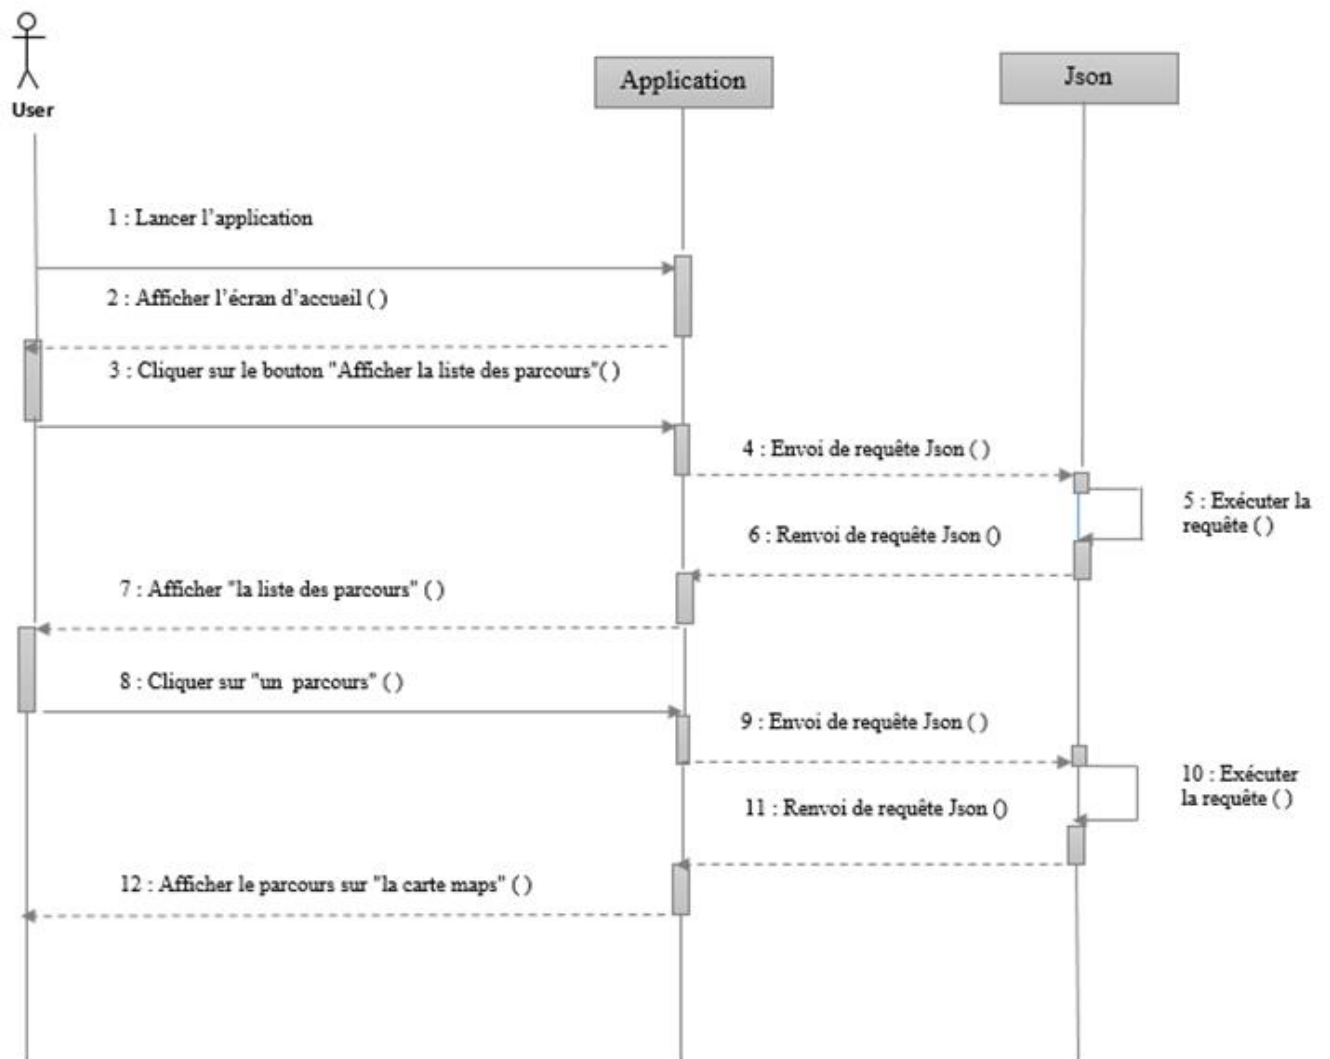 User
Application
Json
1 : Lancer l’application
2 : Afficher l’écran d’accueil ( )
3 : Cliquer sur le bouton "Afficher la liste des parcours"( )
4 : Envoi de requête Json ( )
5 : Exécuter la
requête ( )
6 : Renvoi de requête Json ()
7 : Afficher "la liste des parcours" ( )
8 : Cliquer sur "un parcours" ( )
9 : Envoi de requête Json ( )
10 : Exécuter
la requête ( )
11 : Renvoi de requête Json ()
12 : Afficher le parcours sur "la carte maps" ( )